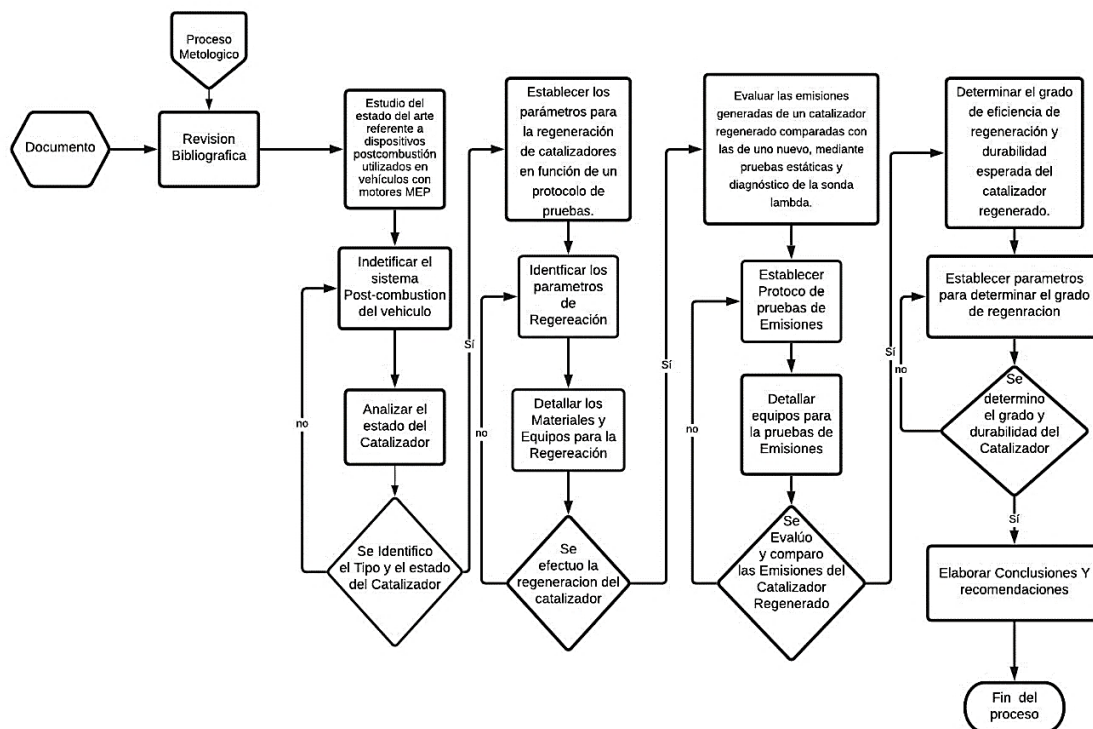 Proceso
Metologico
Documento
Revision
Bibliografica
Estudio del
estado del arte
referente a
dispositivos
postcombustión
utilizados en
vehículos con
motores MEP
Indetificar el
sistema
Post-combustion
del vehiculo
Analizar el
estado del
Catalizador
no
Se Identifico
el Tipo y el estado
del Catalizador
Sí
Establecer los
parámetros para
la regeneración
de catalizadores
en función de un
protocolo de
pruebas.
Identficar los
parametros
de
Regereación
Detallar los
Materiales y
Equipos para la
Regereación
no
Se
efectuo la
regeneracion del
catalizador
Sí
Evaluar las emisiones
generadas de un catalizador
regenerado comparadas con
las de uno nuevo, mediante
pruebas estáticas y
diagnóstico de la sonda
lambda.
Establecer
Protoco de
pruebas de
Emisiones
Detallar
equipos para
la pruebas de
Emisiones
no
Se
Evalúo
y comparo
las Emisiones del
Catalizador
Regenerado
Sí
Determinar el grado
de eficiencia de
regeneración y
durabilidad
esperada del
catalizador
regenerado.
Establecer parametros
para determinar el grado
de regenracion
no
Se
determino
el grado y
durabilidad del
Catalizador
Sí
Elaborar Conclusiones Y
recomendaciones
Fin del
proceso